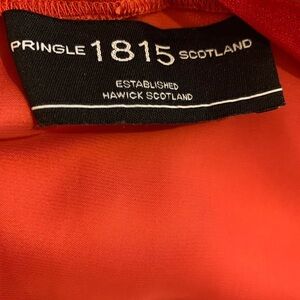 PRINGLE 1815 SCOTLAND
ESTABLISHED
HAWICK SCOTLAND